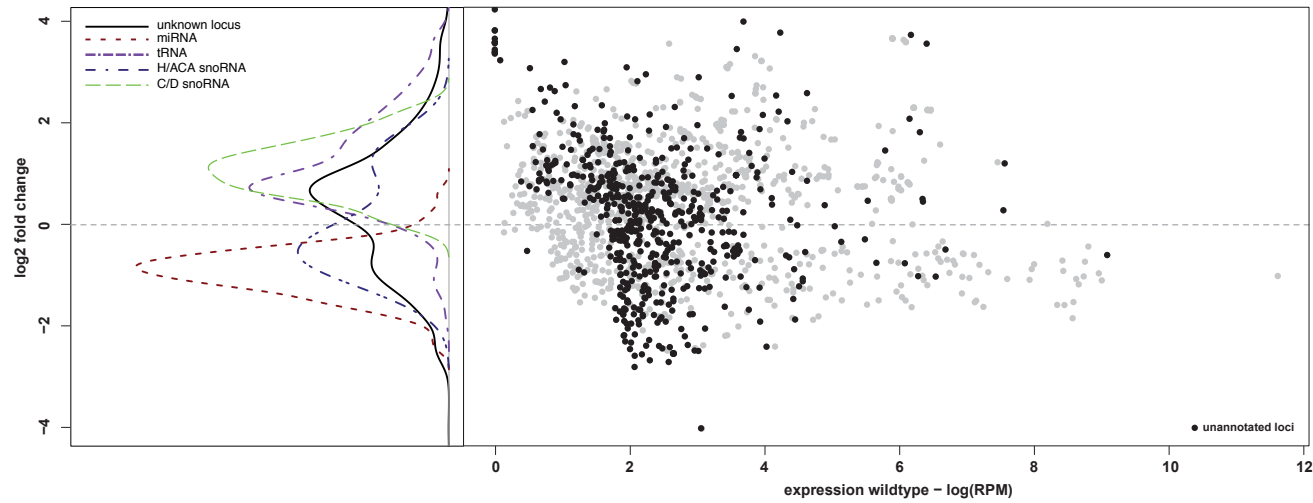 unknown locus
miRNA
tRNA
H/ACA snoRNA
C/D snoRNA
log2 fold change
4
2
0
−2
−4
unannotated loci
0 2 4 6 8 10 12
expression wildtype − log(RPM)